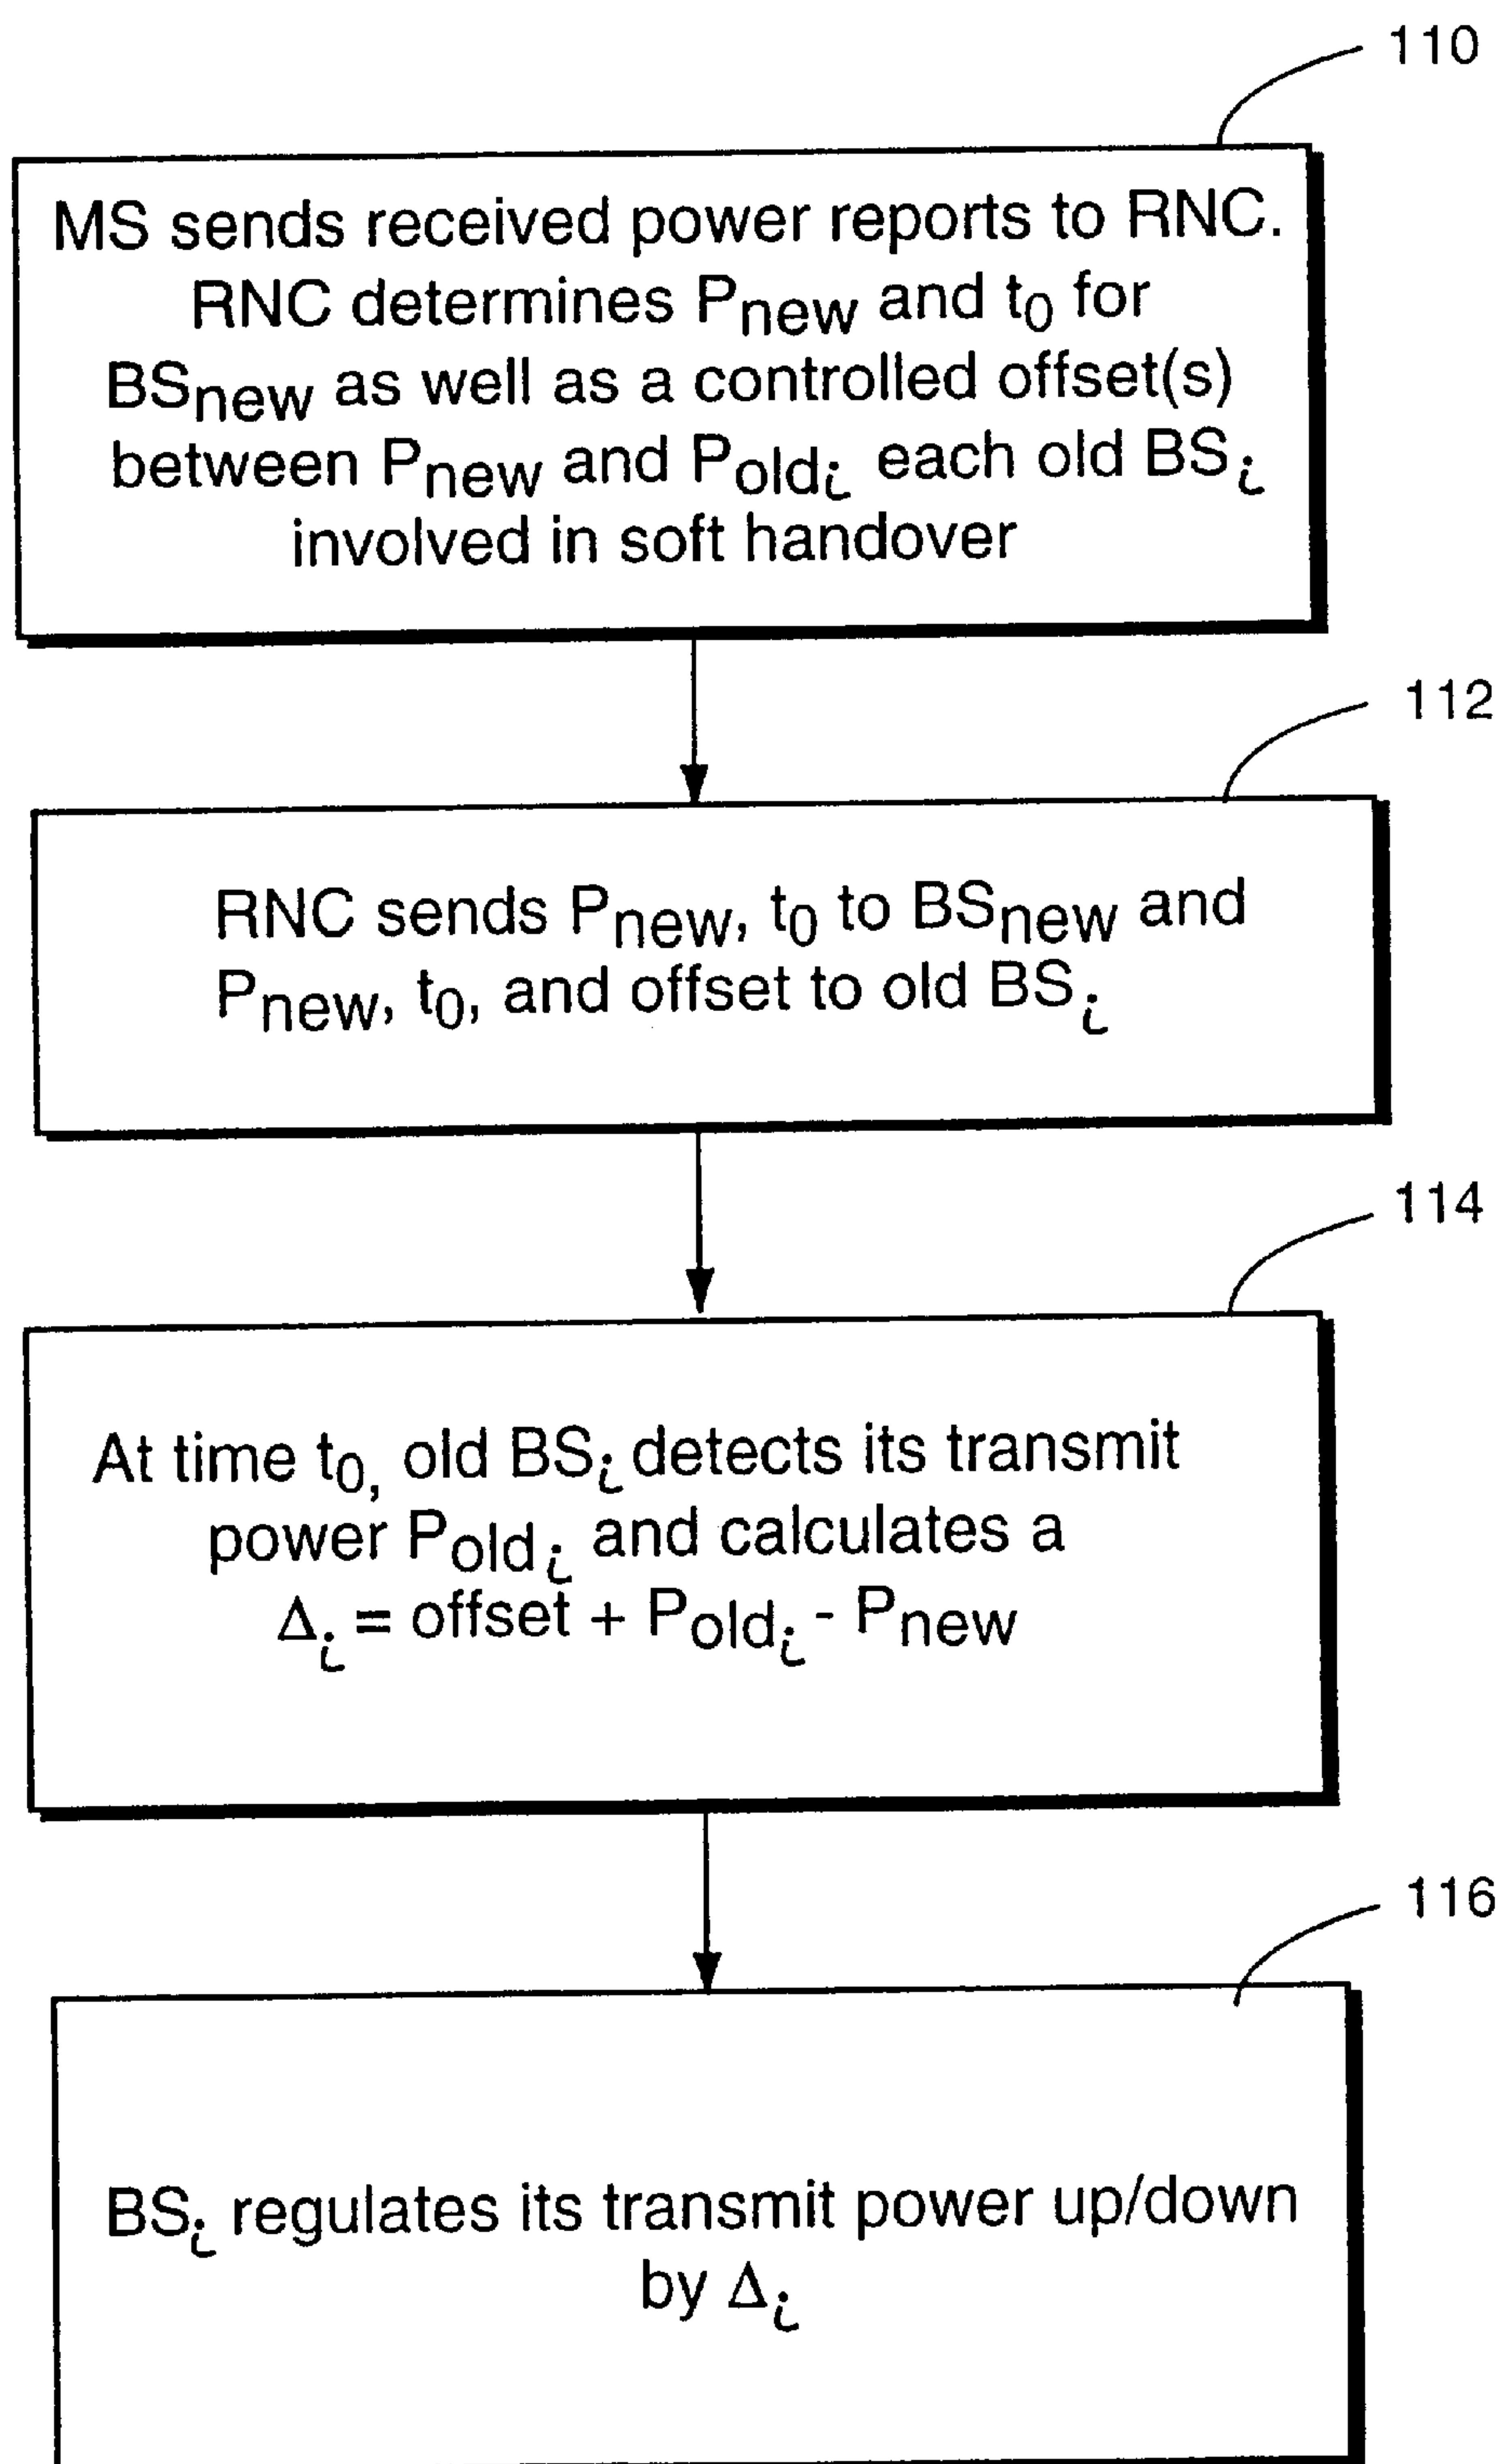 110
MS sends received power reports to RNC.
RNC determines Pnew and t0 for
BSnew as well as a controlled offset(s)
between Pnew and Poldi each old BSi
involved in soft handover
112
RNC sends Pnew, t0 to BSnew and
Pnew, t0, and offset to old BSi
114
At time t0, old BSi detects its transmit
power Poldi and calculates a
Δi = offset + Poldi - Pnew
116
BSi regulates its transmit power up/down
by Δi